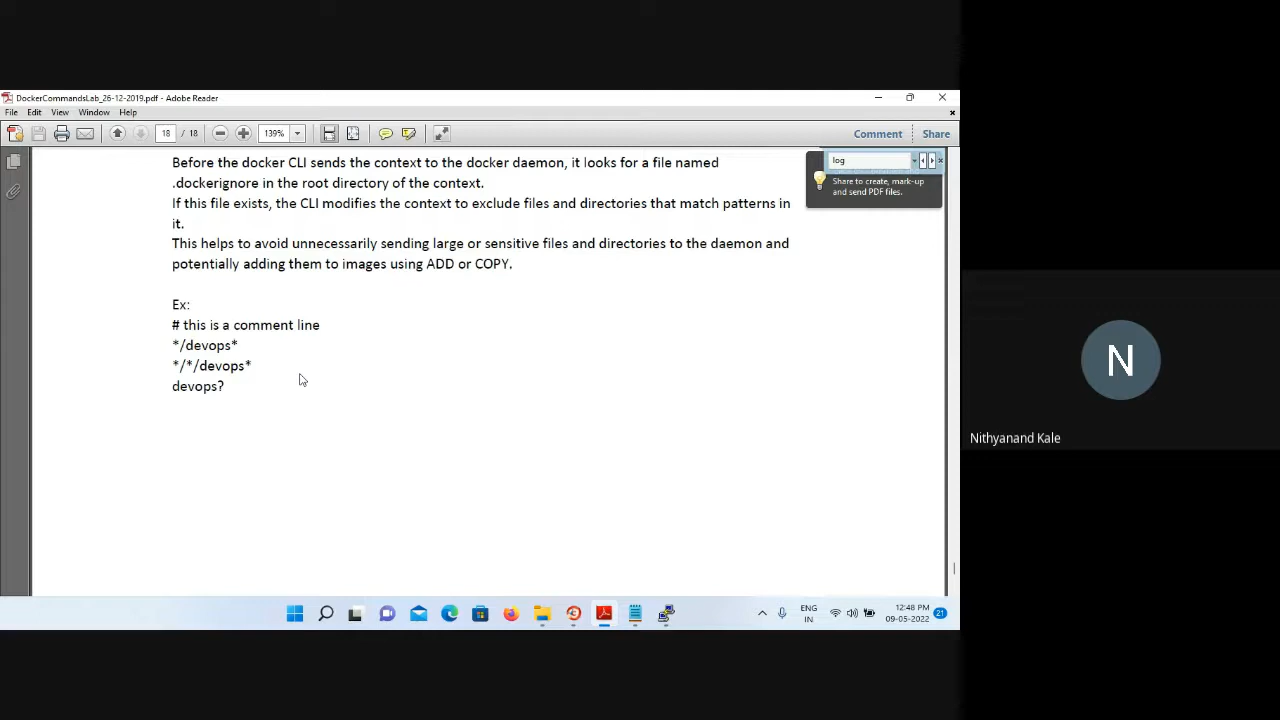 DockerCommandsLab_26-12-2019.pdf - Adobe Reader
File Edit View Window Help
18 / 18 139% Comment Share
log
Share to create, mark-up
and send PDF files.
Before the docker CLI sends the context to the docker daemon, it looks for a file named
.dockerignore in the root directory of the context.
If this file exists, the CLI modifies the context to exclude files and directories that match patterns in
it.
This helps to avoid unnecessarily sending large or sensitive files and directories to the daemon and
potentially adding them to images using ADD or COPY.
Ex:
# this is a comment line
*/devops*
*/*/devops*
devops?
N
Nithyanand Kale
ENG
IN
12:48 PM
09-05-2022
21